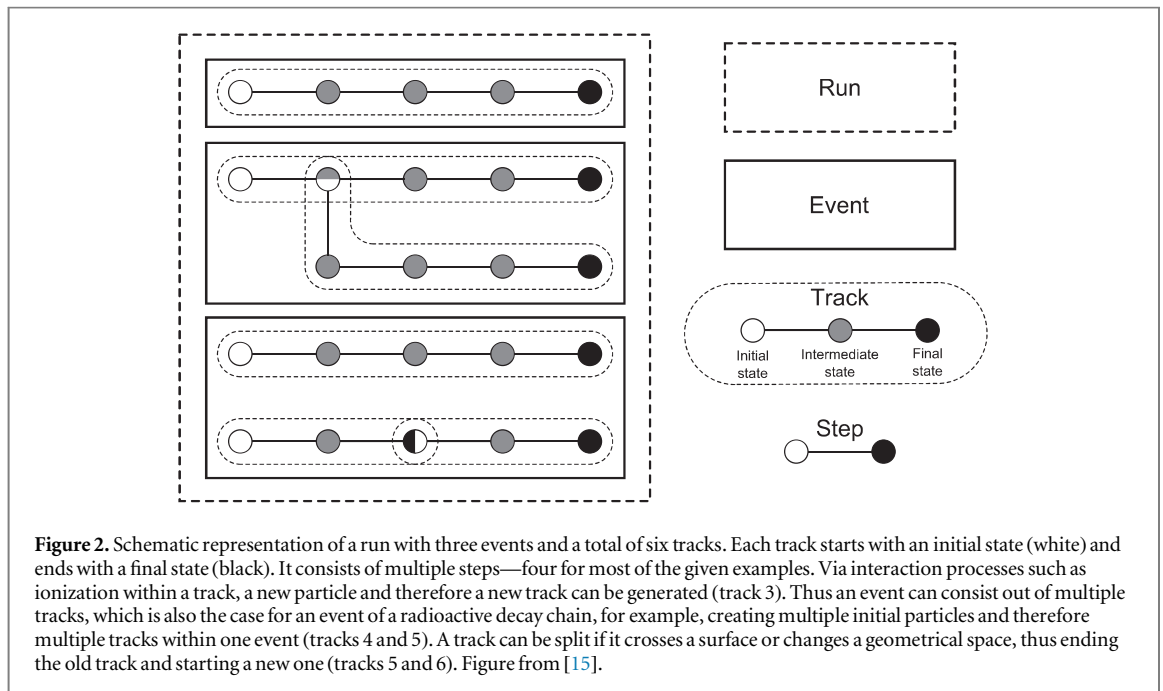 Run
Event
Track
Initial
state
Intermediate
state
Final
state
Step
Figure 2. Schematic representation of a run with three events and a total of six tracks. Each track starts with an initial state (white) and
ends with a final state (black). It consists of multiple steps—four for most of the given examples. Via interaction processes such as
ionization within a track, a new particle and therefore a new track can be generated (track 3). Thus an event can consist out of multiple
tracks, which is also the case for an event of a radioactive decay chain, for example, creating multiple initial particles and therefore
multiple tracks within one event (tracks 4 and 5). A track can be split if it crosses a surface or changes a geometrical space, thus ending
the old track and starting a new one (tracks 5 and 6). Figure from [15].